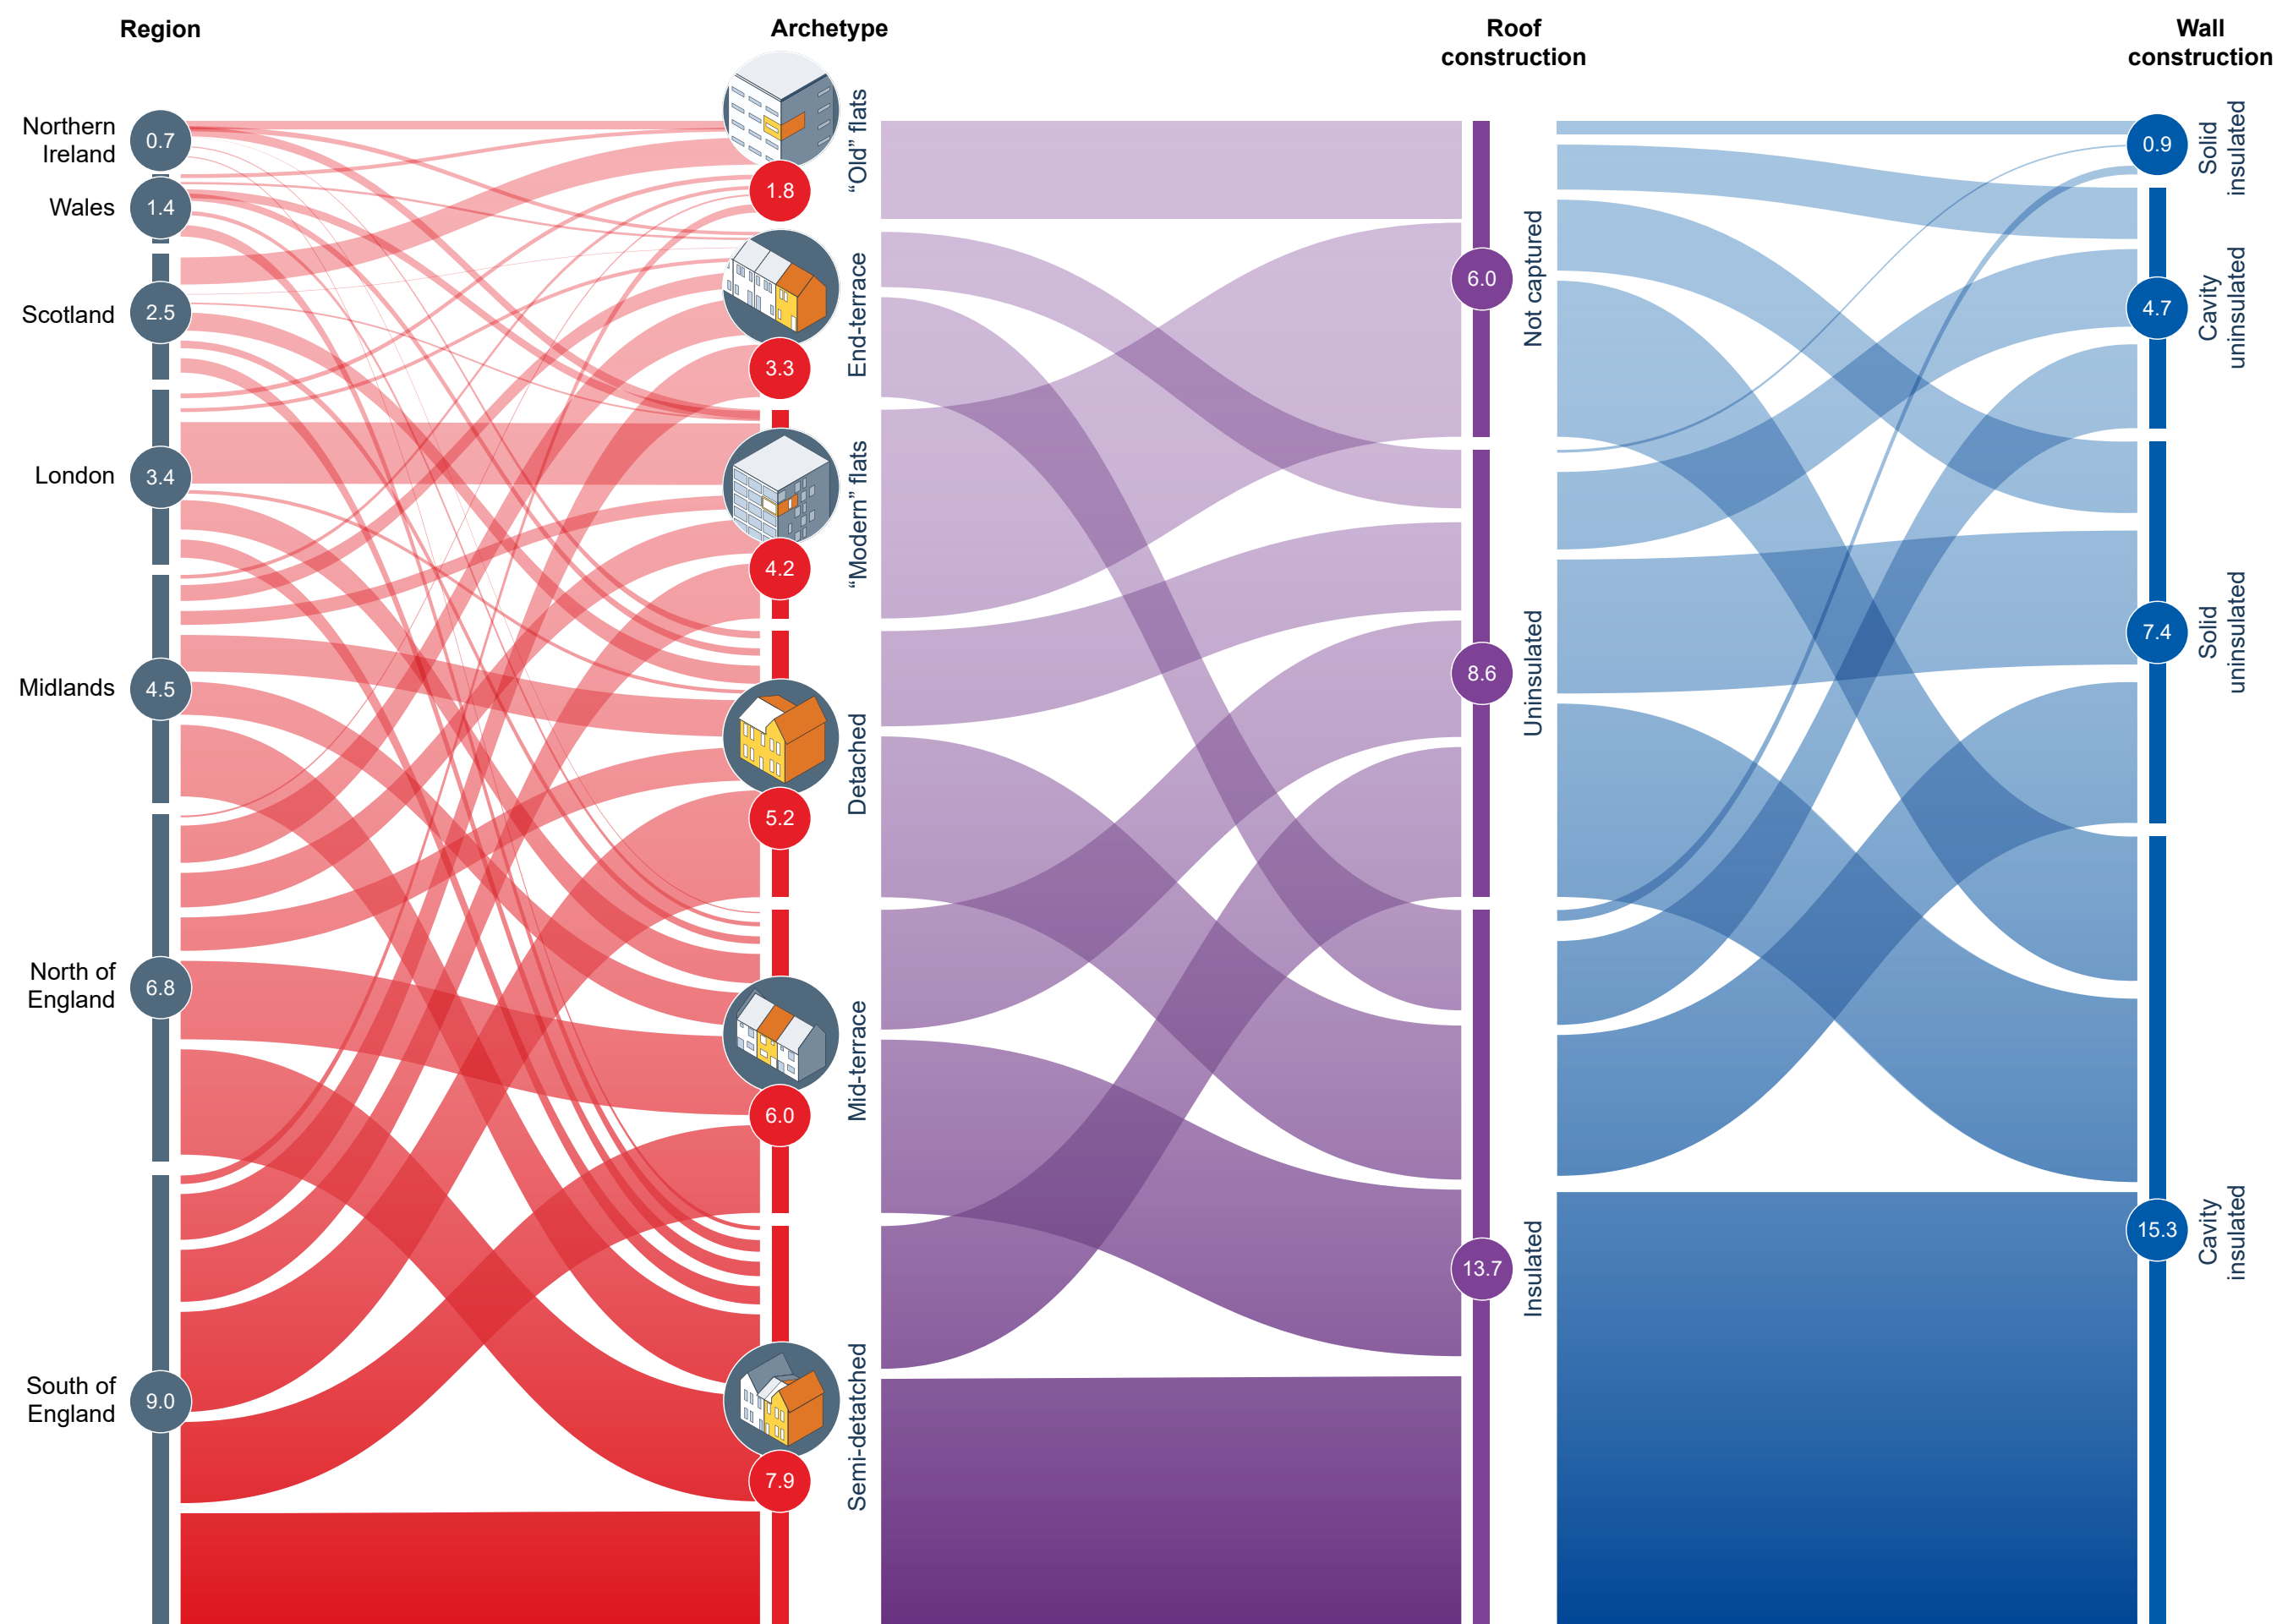 Region
Archetype
Roof
construction
Wall
construction
Northern
Ireland
0.7
Wales
1.4
Scotland
2.5
London
3.4
Midlands
4.5
North of
England
6.8
South of
England
9.0
“Old” flats
1.8
End-terrace
3.3
“Modern” flats
4.2
Detached
5.2
Mid-terrace
6.0
Semi-detatched
7.9
Not captured
6.0
Uninsulated
8.6
Insulated
13.7
Solid
insulated
0.9
Cavity
uninsulated
4.7
Solid
uninsulated
7.4
Cavity
insulated
15.3